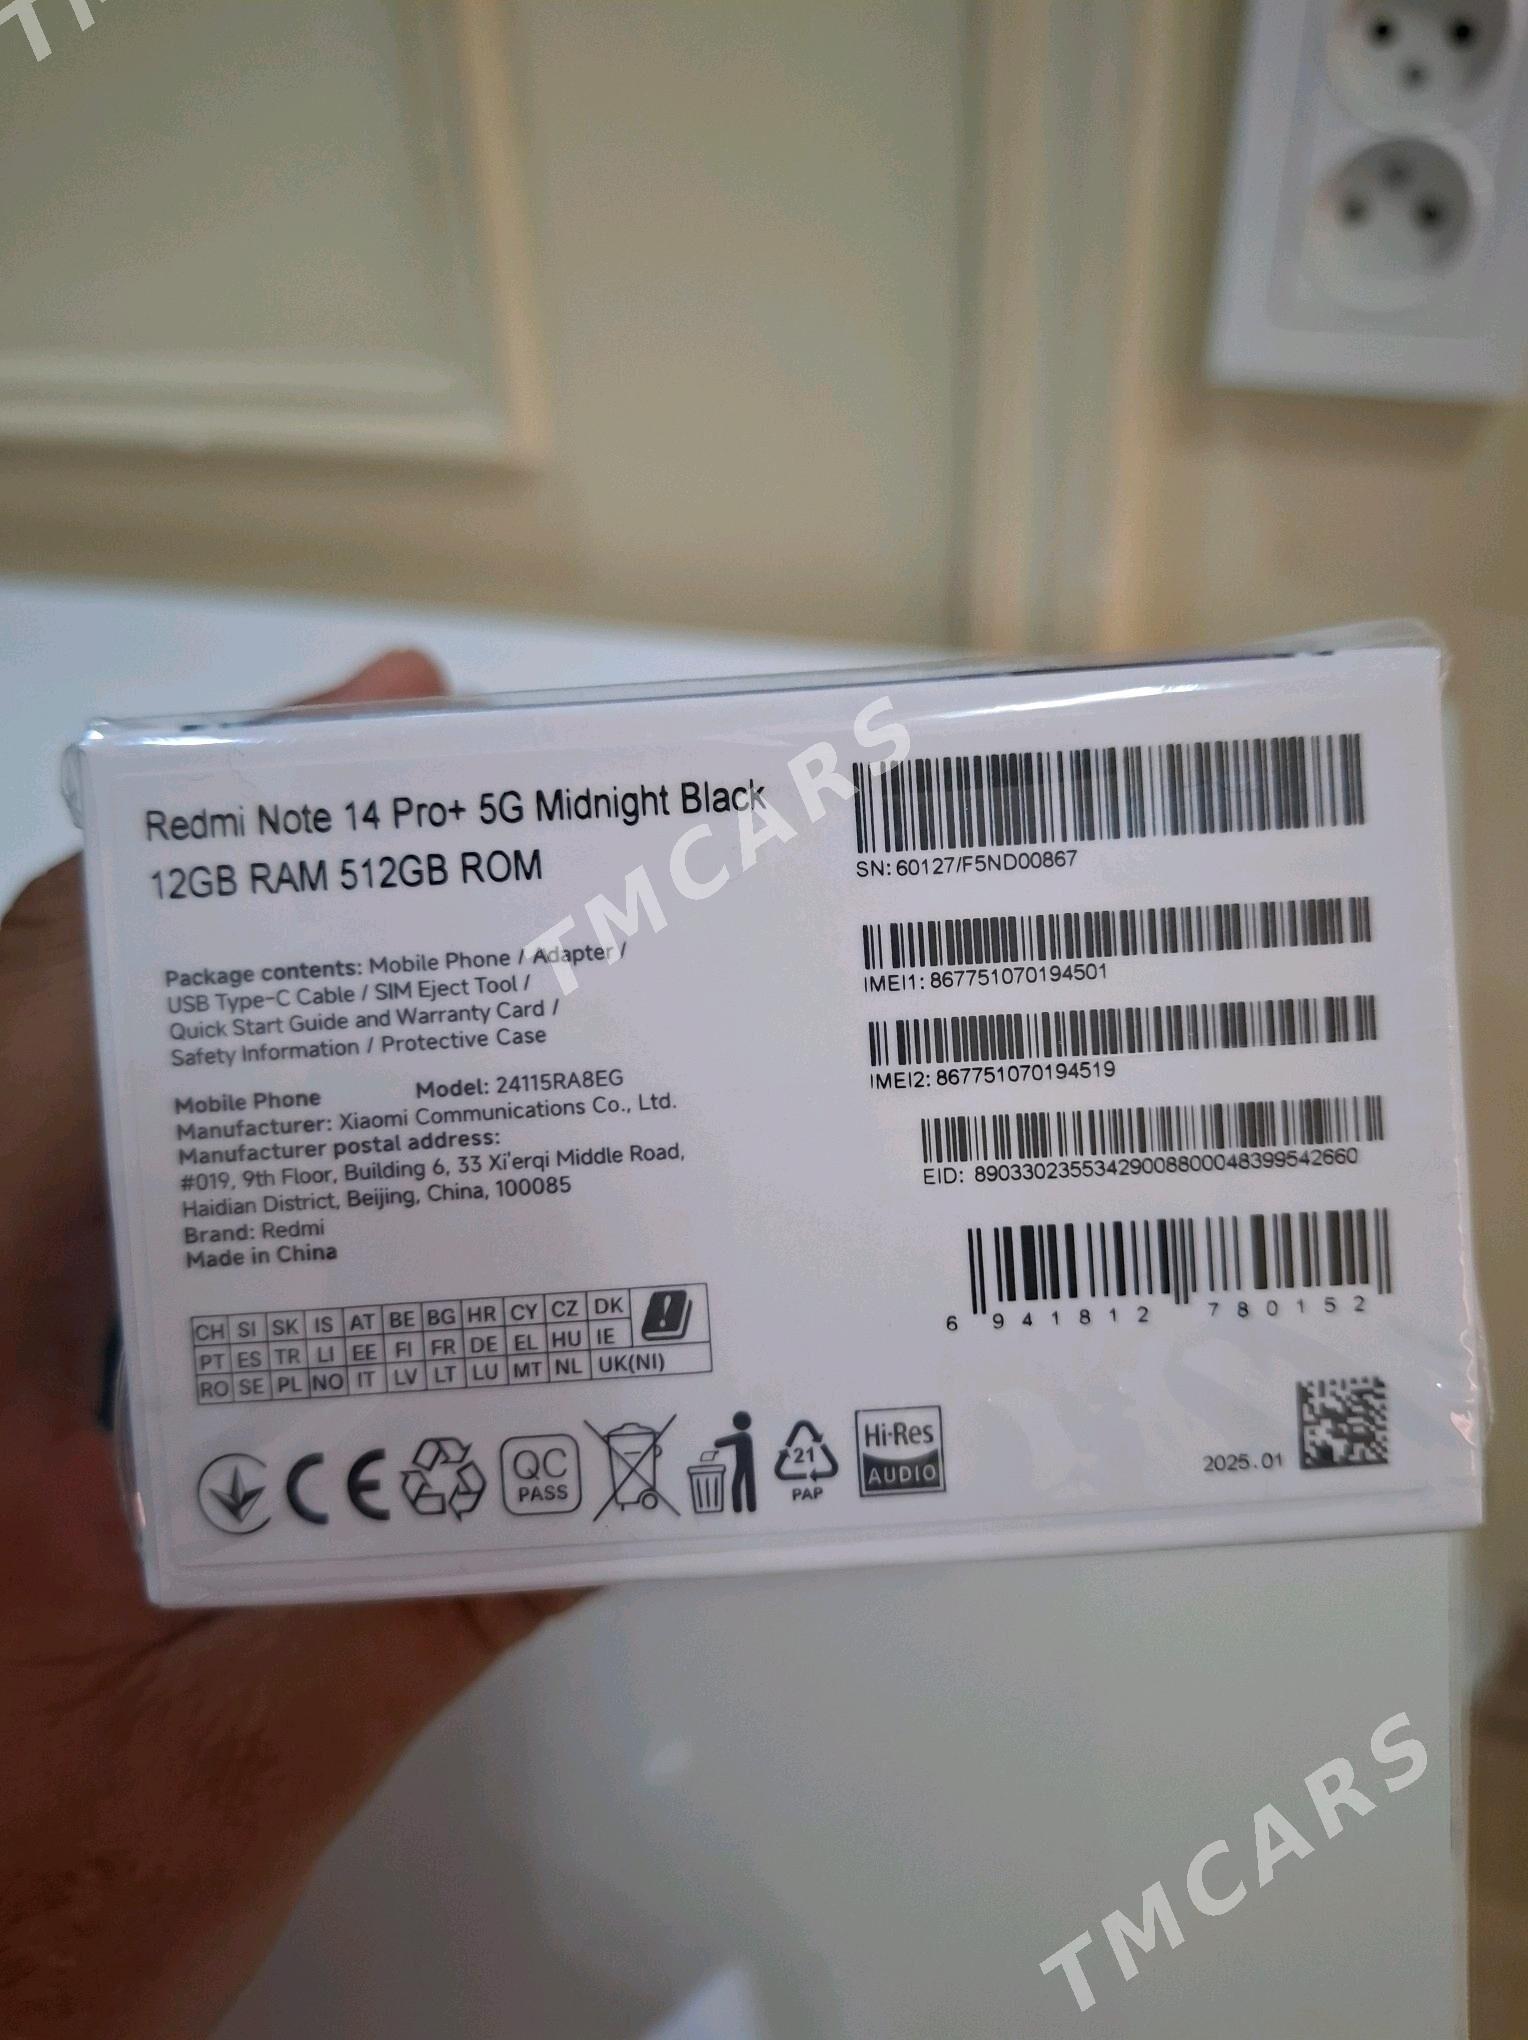 Redmi Note 14 Pro+ 5G Midnight Black
12GB RAM 512GB ROM
Package contents: Mobile Phone / Adapter /
USB Type-C Cable / SIM Eject Tool /
Quick Start Guide and Warranty Card /
Safety Information / Protective Case
Mobile Phone Model: 24115RA8EG
Manufacturer: Xiaomi Communications Co., Ltd.
Manufacturer postal address:
#019, 9th Floor, Building 6, 33 Xi'erqi Middle Road,
Haidian District, Beijing, China, 100085
Brand: Redmi
Made in China
CH SI SK IS AT BE BG HR CY CZ DK
PT ES TR LI EE FI FR DE EL HU IE
RO SE PL NO IT LV LT LU MT NL UK(NI)
CE
QC
PASS
21
PAP
Hi-Res
AUDIO
SN: 60127/F5ND00867
IMEI1: 867751070194501
IMEI2: 867751070194519
EID: 89033023553429008800048399542660
6 941812 780152
2025.01
TMCARS
TMCARS